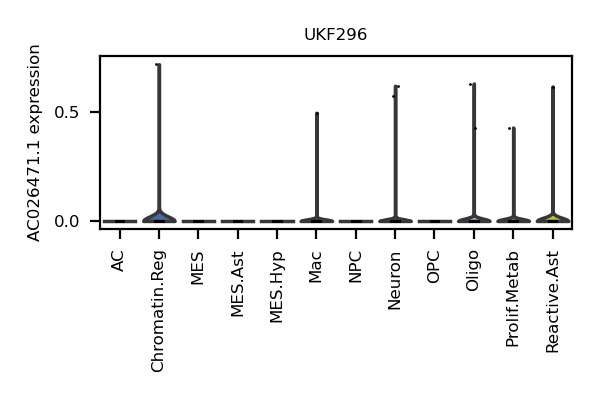 UKF296
AC026471.1 expression
0.5
0.0
AC
Chromatin.Reg
MES
MES.Ast
MES.Hyp
Mac
NPC
Neuron
OPC
Oligo
Prolif.Metab
Reactive.Ast